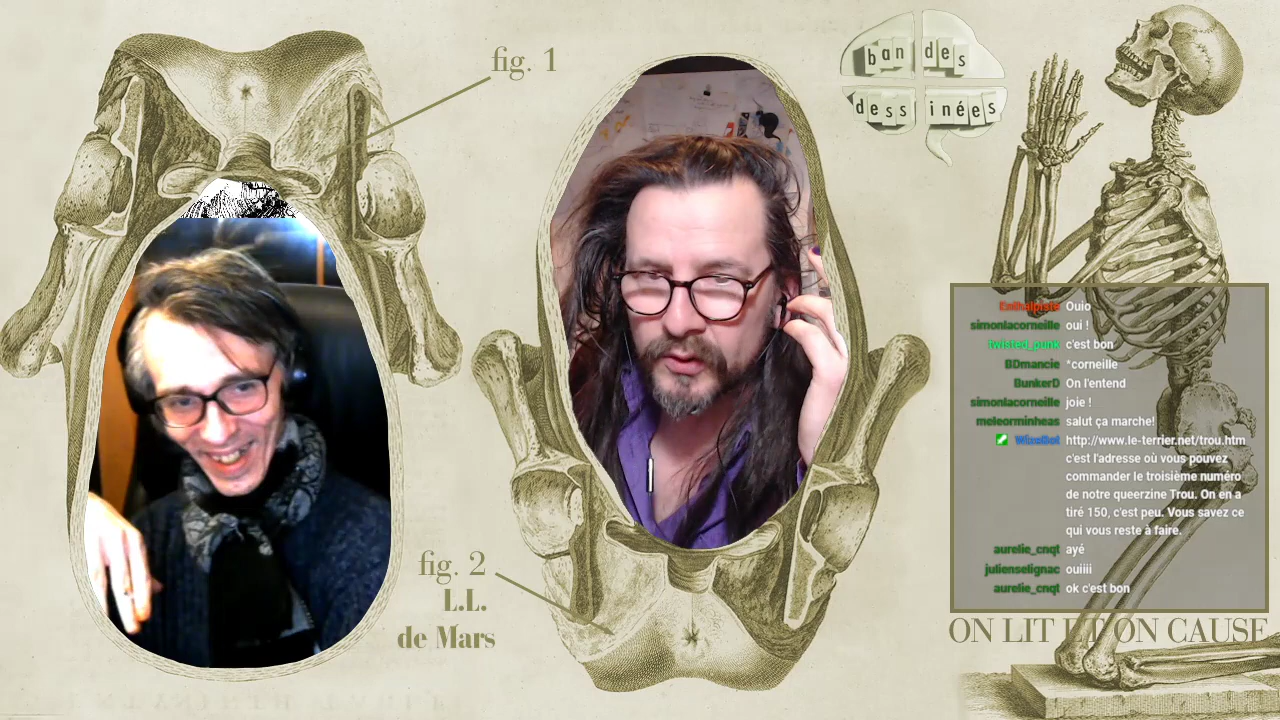 fig. 1
ban des
dess inées
fig. 2
L.L.
de Mars
Enthalpiste Ouio
simonlacorneille oui !
twisted_punk c'est bon
BDmancie *corneille
BunkerD On l'entend
simonlacorneille joie !
meleorminheas salut ça marche!
WizeBot http://www.le-terrier.net/trou.htm
c'est l'adresse où vous pouvez
commander le troisième numéro
de notre queerzine Trou. On en a
tiré 150, c'est peu. Vous savez ce
qui vous reste à faire.
aurelie_cnqt ayé
julienselignac ouiiii
aurelie_cnqt ok c'est bon
ON LIT ET ON CAUSE